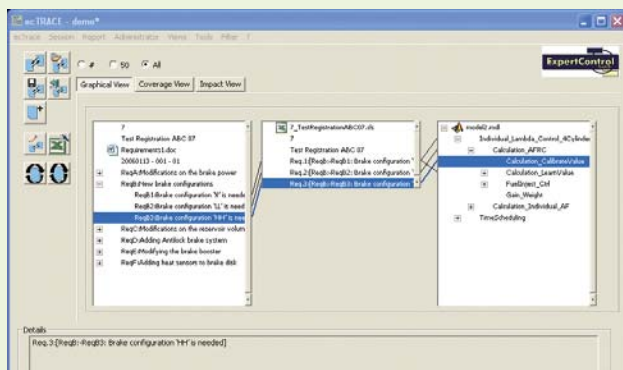 ecTRACE - demo*
ecTrace Session Report Administrator Views Tools Filter ?
# 50 All
ExpertControl
Graphical View Coverage View Impact View
7
Test Registration ABC 07
Requirements1.doc
20060113 - 001 - 01
ReqA:Modifications on the brake power
ReqB:New brake configurations
ReqB1:Brake configuration 'X' is neede
ReqB2:Brake configuration 'LL' is need
ReqB3:Brake configuration 'HH' is nee
ReqC:Modifications on the reservoir volum
ReqD:Adding Antilock brake system
ReqE:Modifying the brake booster
ReqF:Adding heat sensors to brake disk
7_TestRegistrationABC07.xls
7
Test Registration ABC 07
Req.1:[ReqB:-ReqB1: Brake configuration '
Req.2:[ReqB:-ReqB2: Brake configuration '
Req.3:[ReqB:-ReqB3: Brake configuration '
model2.mdl
Individual_Lambda_Control_4Cylinder
Calculation_AFRC
Calculation_CalibrateValue
Calculation_LearnValue
FuelInject_Ctrl
Gain_Weight
Calculation_Individual_AF
TimeScheduling
Details
Req.3:[ReqB:-ReqB3: Brake configuration 'HH' is needed]